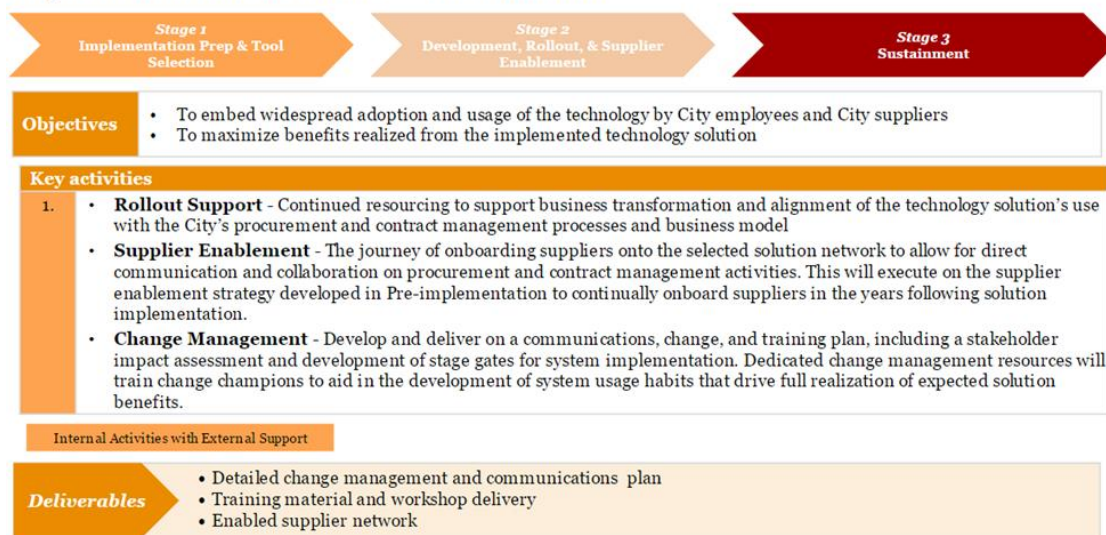 Stage 1
Implementation Prep & Tool
Selection
Stage 2
Development, Rollout, & Supplier
Enablement
Stage 3
Sustainment
Objectives
• To embed widespread adoption and usage of the technology by City employees and City suppliers
• To maximize benefits realized from the implemented technology solution
Key activities
1.
• Rollout Support - Continued resourcing to support business transformation and alignment of the technology solution's use
with the City's procurement and contract management processes and business model
• Supplier Enablement - The journey of onboarding suppliers onto the selected solution network to allow for direct
communication and collaboration on procurement and contract management activities. This will execute on the supplier
enablement strategy developed in Pre-implementation to continually onboard suppliers in the years following solution
implementation.
• Change Management - Develop and deliver on a communications, change, and training plan, including a stakeholder
impact assessment and development of stage gates for system implementation. Dedicated change management resources will
train change champions to aid in the development of system usage habits that drive full realization of expected solution
benefits.
Internal Activities with External Support
Deliverables
• Detailed change management and communications plan
• Training material and workshop delivery
• Enabled supplier network